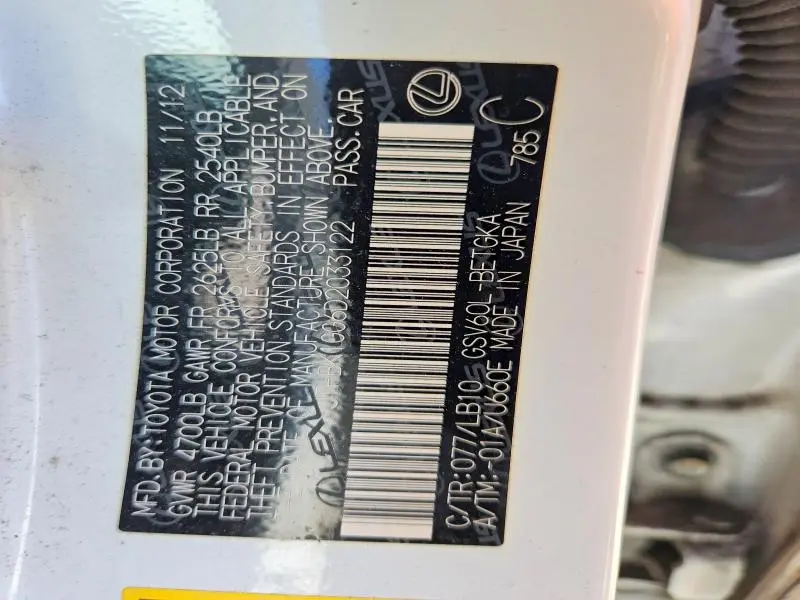 MFD.BY:TOYOTA MOTOR CORPORATION 11/12
GVWR 4700LB GAWR FR 2625LB RR 2540LB
THIS VEHICLE CONFORMS TO ALL APPLICABLE
FEDERAL MOTOR VEHICLE SAFETY, BUMPER, AND
THEFT PREVENTION STANDARDS IN EFFECT ON
THE DATE OF MANUFACTURE SHOWN ABOVE.
PASS.CAR
LEXUS
C/TR:077/LB10 GSV60L-BETGKA
A/TM:-01A/U660E MADE IN JAPAN
785 C